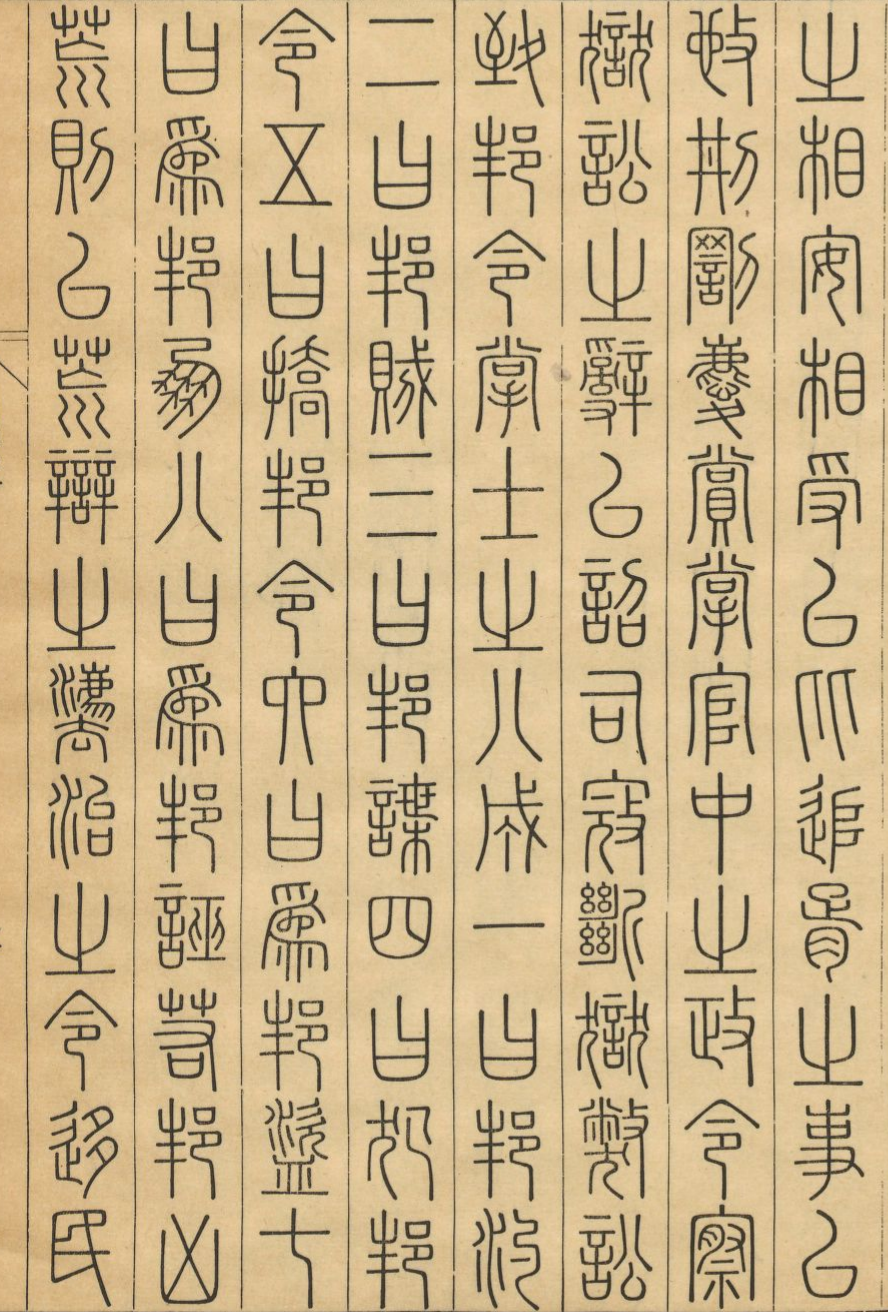 之相安相受以比追胥之事以
施刑罰慶賞掌官中之政令察
獄訟之辭以詔司寇斷獄弊訟
致邦令掌士之八成一曰邦汋
二曰邦賊三曰邦諜四曰犯邦
令五曰撟邦令六曰為邦盜七
曰為邦朋八曰為邦誣若邦凶
荒則以荒辯之灋治之令移民